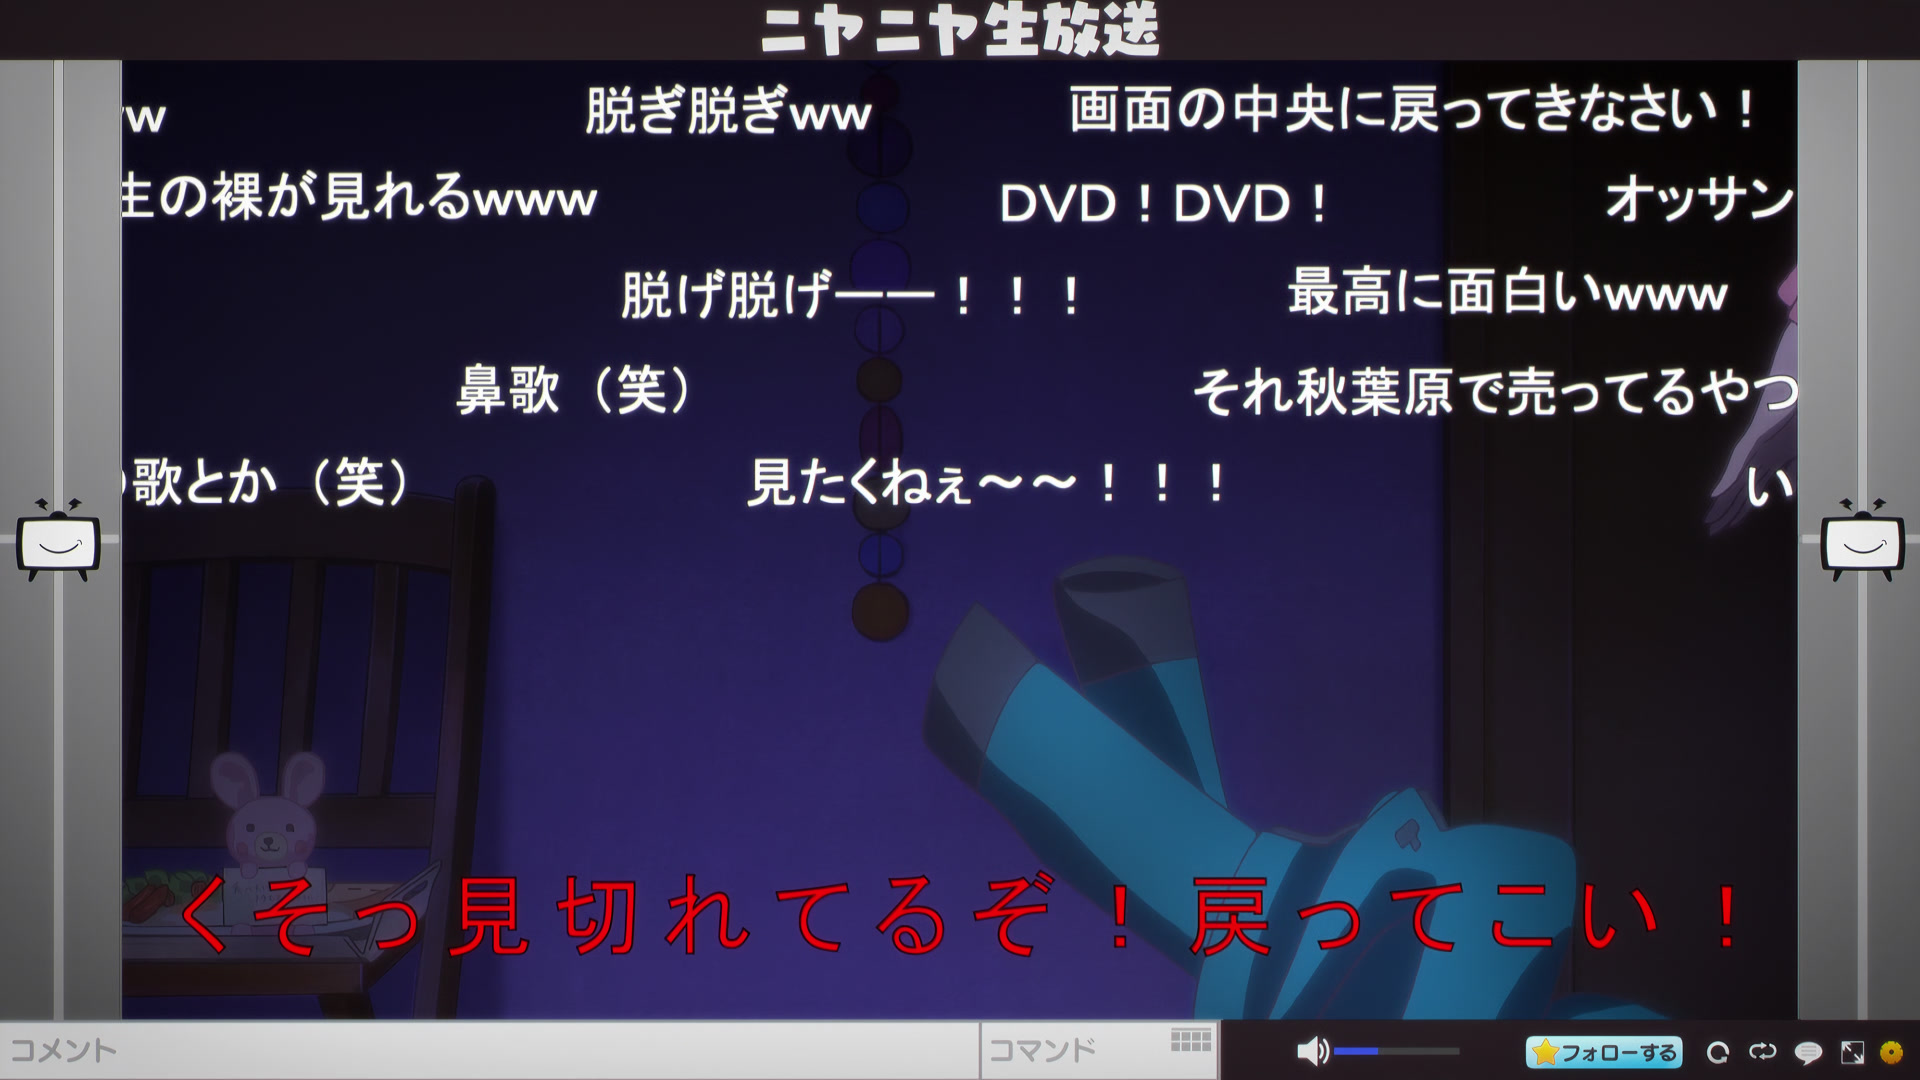 ニヤニヤ生放送
w
脱ぎ脱ぎww
画面の中央に戻ってきなさい！
生の裸が見れるwww
DVD！DVD！
オッサン
脱げ脱げーー！！！
最高に面白いwww
鼻歌（笑）
それ秋葉原で売ってるやつ
歌とか（笑）
見たくねぇ～～！！！
い
くそっ見切れてるぞ！戻ってこい！
コメント
コマンド
フォローする